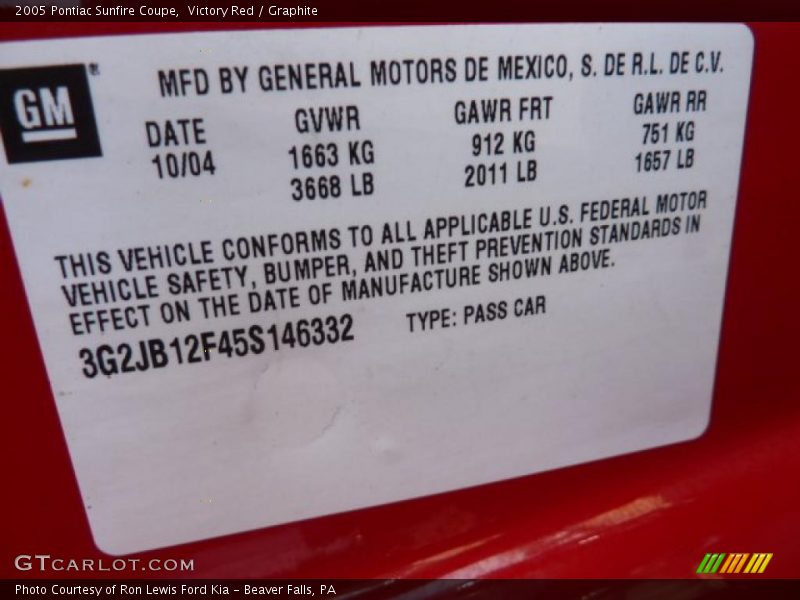 2005 Pontiac Sunfire Coupe,  Victory Red / Graphite
GM®
MFD BY GENERAL MOTORS DE MEXICO, S. DE R.L. DE C.V.
DATE GVWR GAWR FRT GAWR RR
10/04 1663 KG 912 KG 751 KG
3668 LB 2011 LB 1657 LB
THIS VEHICLE CONFORMS TO ALL APPLICABLE U.S. FEDERAL MOTOR
VEHICLE SAFETY, BUMPER, AND THEFT PREVENTION STANDARDS IN
EFFECT ON THE DATE OF MANUFACTURE SHOWN ABOVE.
3G2JB12F45S146332 TYPE: PASS CAR
GTCARLOT.COM
Photo Courtesy of Ron Lewis Ford Kia - Beaver Falls, PA